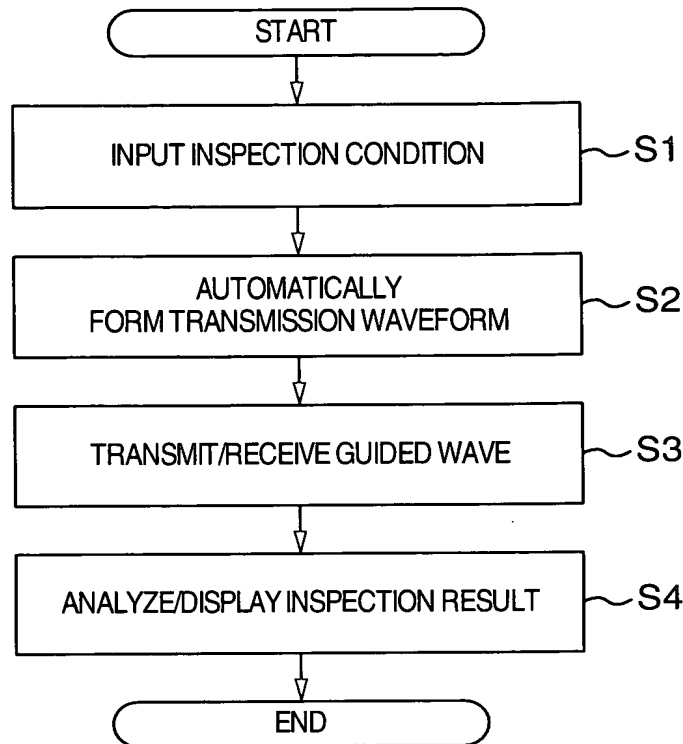 START
INPUT INSPECTION CONDITION
S1
AUTOMATICALLY
FORM TRANSMISSION WAVEFORM
S2
TRANSMIT/RECEIVE GUIDED WAVE
S3
ANALYZE/DISPLAY INSPECTION RESULT
S4
END